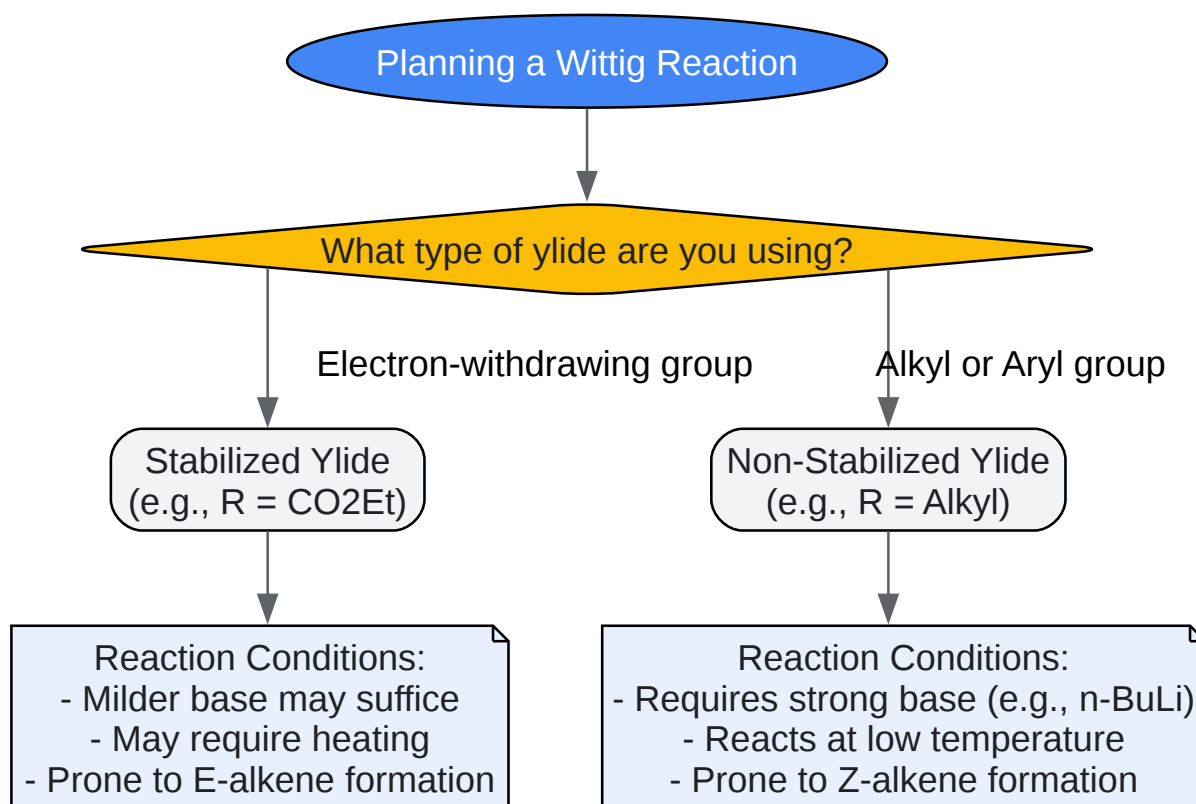 Planning a Wittig Reaction
What type of ylide are you using?
Electron-withdrawing group
Alkyl or Aryl group
Stabilized Ylide
(e.g., R = CO2Et)
Non-Stabilized Ylide
(e.g., R = Alkyl)
Reaction Conditions:
- Milder base may suffice
- May require heating
- Prone to E-alkene formation
Reaction Conditions:
- Requires strong base (e.g., n-BuLi)
- Reacts at low temperature
- Prone to Z-alkene formation